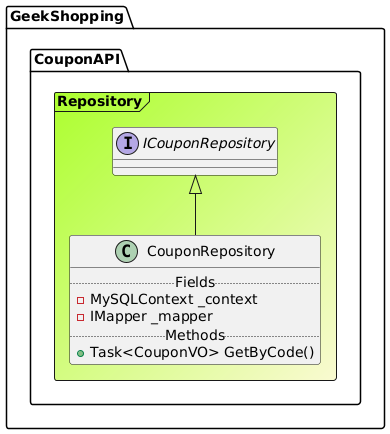 GeekShopping
CouponAPI
Repository
I ICouponRepository
C CouponRepository
Fields
MySQLContext _context
IMapper _mapper
Methods
Task<CouponVO> GetByCode()